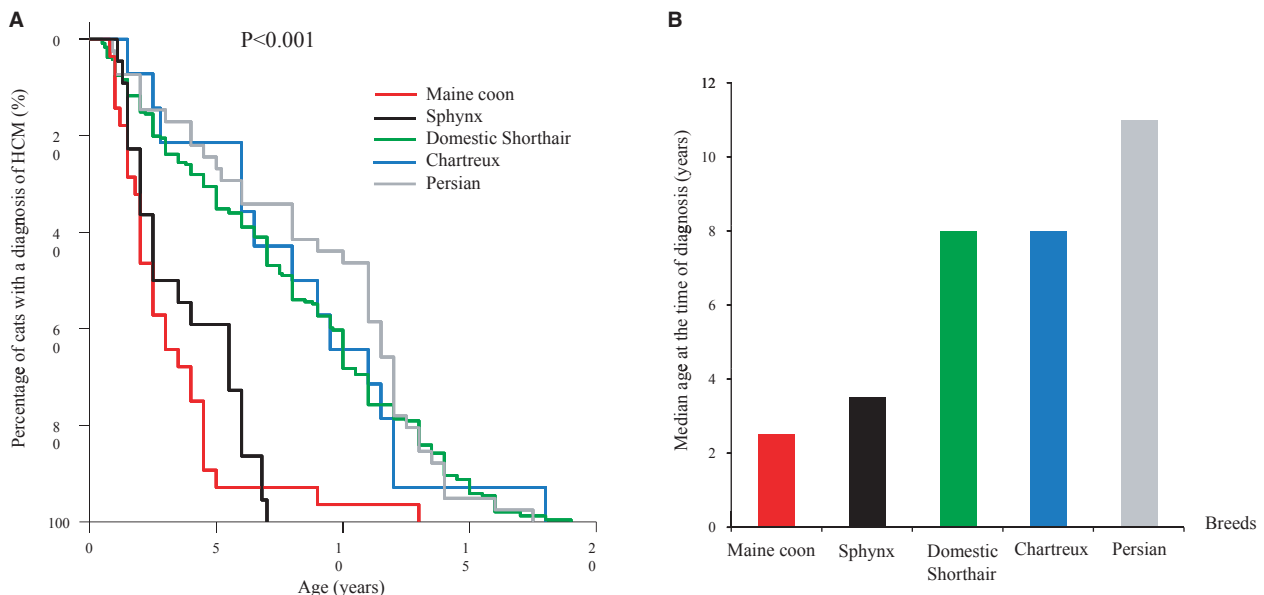 A
P<0.001
Percentage of cats with a diagnosis of HCM (%)
0
2
0
4
0
6
0
8
0
100
Maine coon
Sphynx
Domestic Shorthair
Chartreux
Persian
0
5
1
0
1
5
2
0
Age (years)
B
Median age at the time of diagnosis (years)
12
10
8
6
4
2
0
Maine coon
Sphynx
Domestic
Shorthair
Chartreux
Persian
Breeds